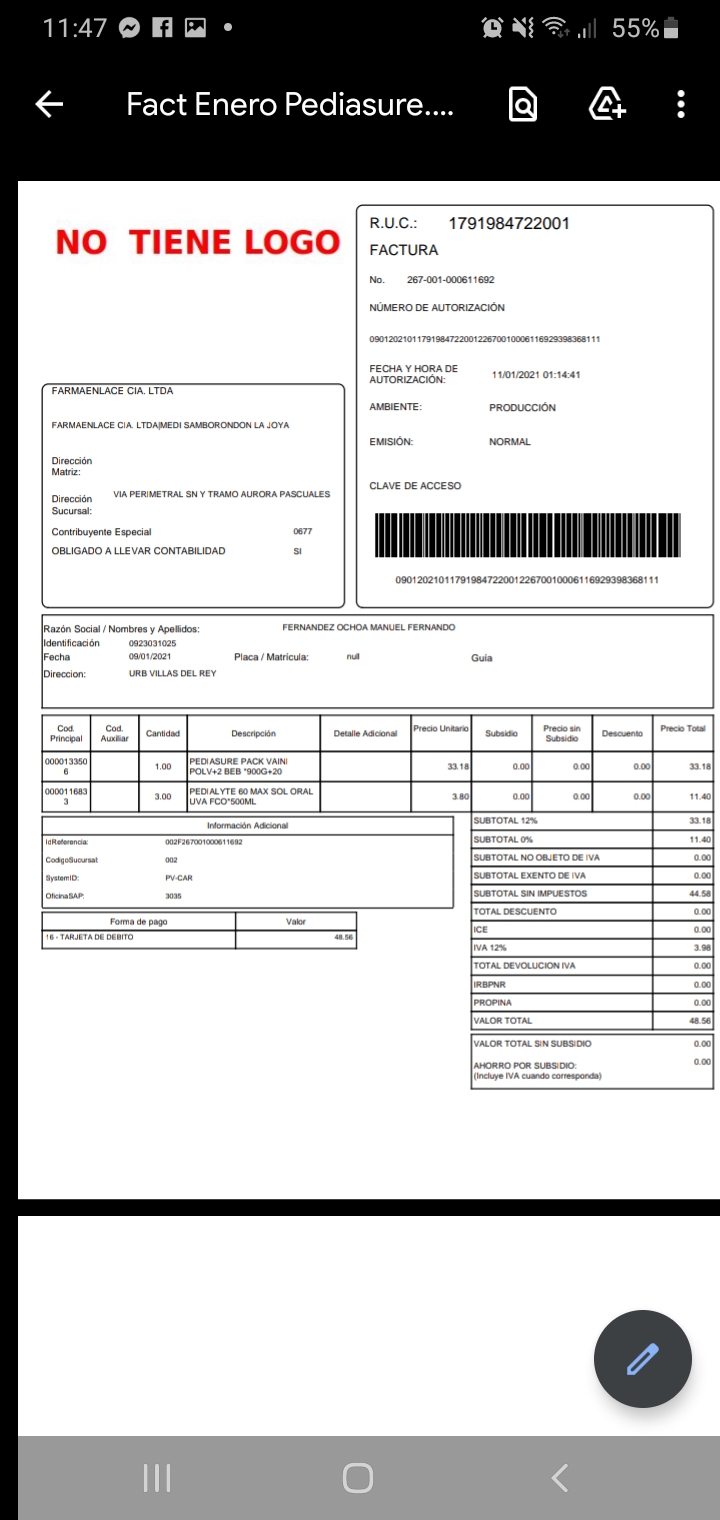 11:47
55%
Fact Enero Pediasure....
NO TIENE LOGO
R.U.C.: 1791984722001
FACTURA
No. 267-001-000611692
NÚMERO DE AUTORIZACIÓN
0901202101179198472200122670010006116929398368111
FECHA Y HORA DE
AUTORIZACIÓN: 11/01/2021 01:14:41
AMBIENTE: PRODUCCIÓN
EMISIÓN: NORMAL
CLAVE DE ACCESO
0901202101179198472200122670010006116929398368111
FARMAENLACE CIA. LTDA
FARMAENLACE CIA. LTDA|MEDI SAMBORONDON LA JOYA
Dirección
Matriz:
Dirección VIA PERIMETRAL SN Y TRAMO AURORA PASCUALES
Sucursal:
Contribuyente Especial 0677
OBLIGADO A LLEVAR CONTABILIDAD SI
Razón Social / Nombres y Apellidos: FERNANDEZ OCHOA MANUEL FERNANDO
Identificación 0923031025
Fecha 09/01/2021 Placa / Matrícula: null Guía
Direccion: URB VILLAS DEL REY
Cod. Principal Cod. Auxiliar Cantidad Descripción Detalle Adicional Precio Unitario Subsidio Precio sin Subsidio Descuento Precio Total
000013350 1.00 PEDIASURE PACK VAINI 33.18 0.00 0.00 0.00 33.18
6 POLV+2 BEB *900G+20
000011683 3.00 PEDIALYTE 60 MAX SOL ORAL 3.80 0.00 0.00 0.00 11.40
3 UVA FCO*500ML
Información Adicional
IdReferencia: 002F267001000611692
CodigoSucursal: 002
SystemID: PV-CAR
OficinaSAP: 3035
Forma de pago Valor
16 - TARJETA DE DEBITO 48.56
SUBTOTAL 12% 33.18
SUBTOTAL 0% 11.40
SUBTOTAL NO OBJETO DE IVA 0.00
SUBTOTAL EXENTO DE IVA 0.00
SUBTOTAL SIN IMPUESTOS 44.58
TOTAL DESCUENTO 0.00
ICE 0.00
IVA 12% 3.98
TOTAL DEVOLUCION IVA 0.00
IRBPNR 0.00
PROPINA 0.00
VALOR TOTAL 48.56
VALOR TOTAL SIN SUBSIDIO 0.00
AHORRO POR SUBSIDIO: 0.00
(Incluye IVA cuando corresponda)